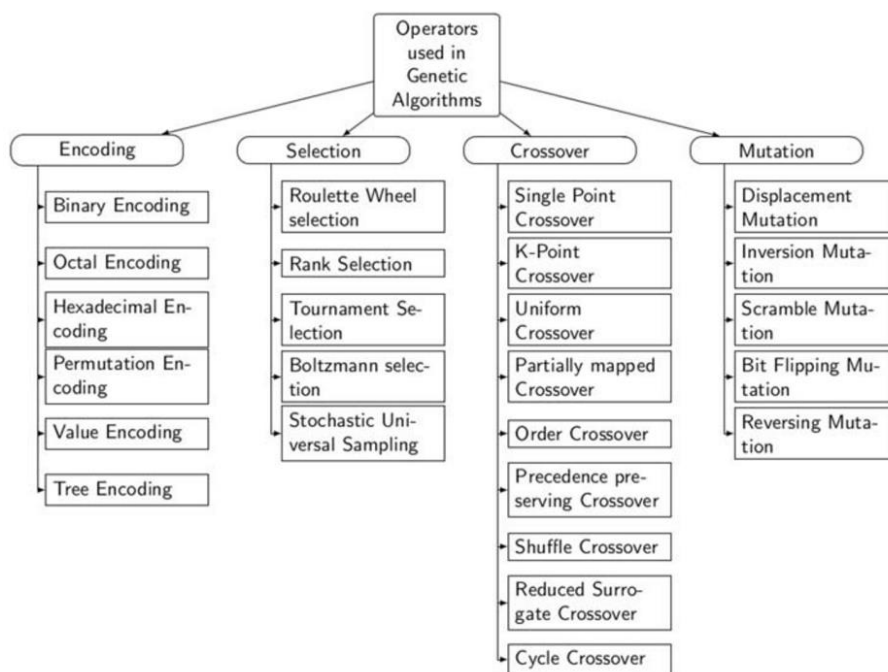 Operators
used in
Genetic
Algorithms
Encoding
Binary Encoding
Octal Encoding
Hexadecimal En-
coding
Permutation En-
coding
Value Encoding
Tree Encoding
Selection
Roulette Wheel
selection
Rank Selection
Tournament Se-
lection
Boltzmann selec-
tion
Stochastic Uni-
versal Sampling
Crossover
Single Point
Crossover
K-Point
Crossover
Uniform
Crossover
Partially mapped
Crossover
Order Crossover
Precedence pre-
serving Crossover
Shuffle Crossover
Reduced Surro-
gate Crossover
Cycle Crossover
Mutation
Displacement
Mutation
Inversion Muta-
tion
Scramble Muta-
tion
Bit Flipping Mu-
tation
Reversing Muta-
tion